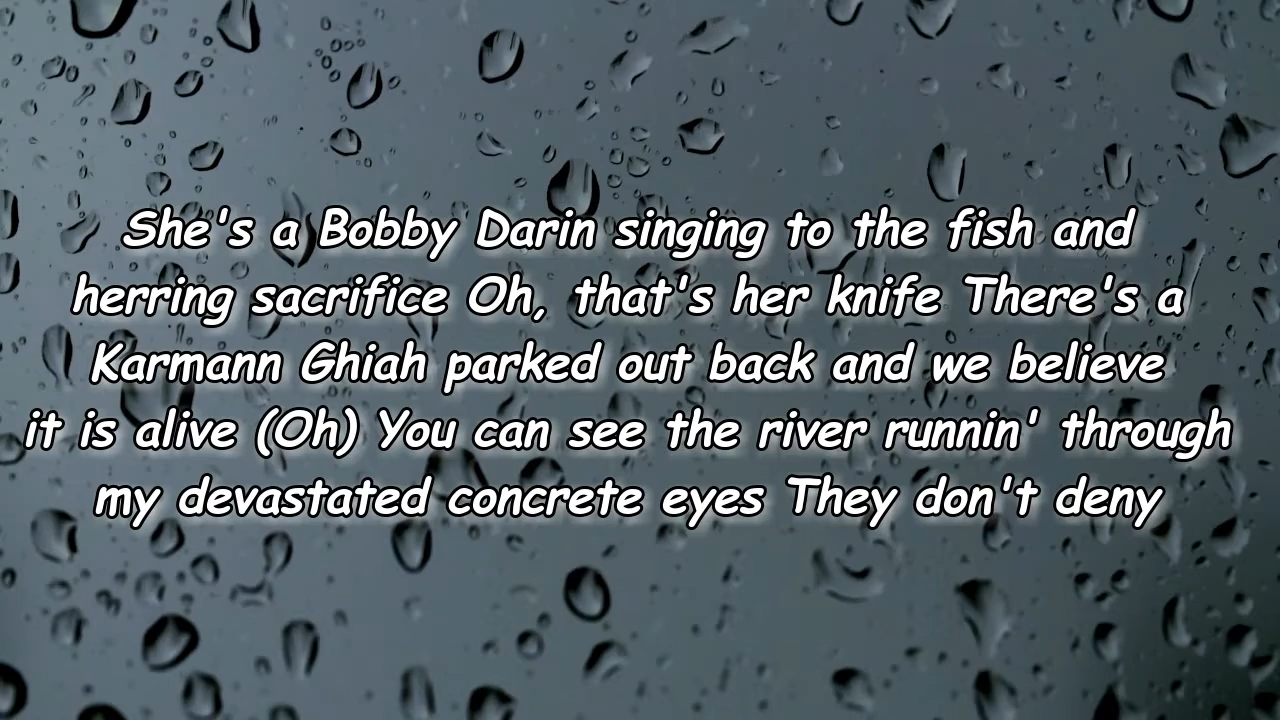 She's a Bobby Darin singing to the fish and
herring sacrifice Oh, that's her knife There's a
Karmann Ghiah parked out back and we believe
it is alive (Oh) You can see the river runnin' through
my devastated concrete eyes They don't deny